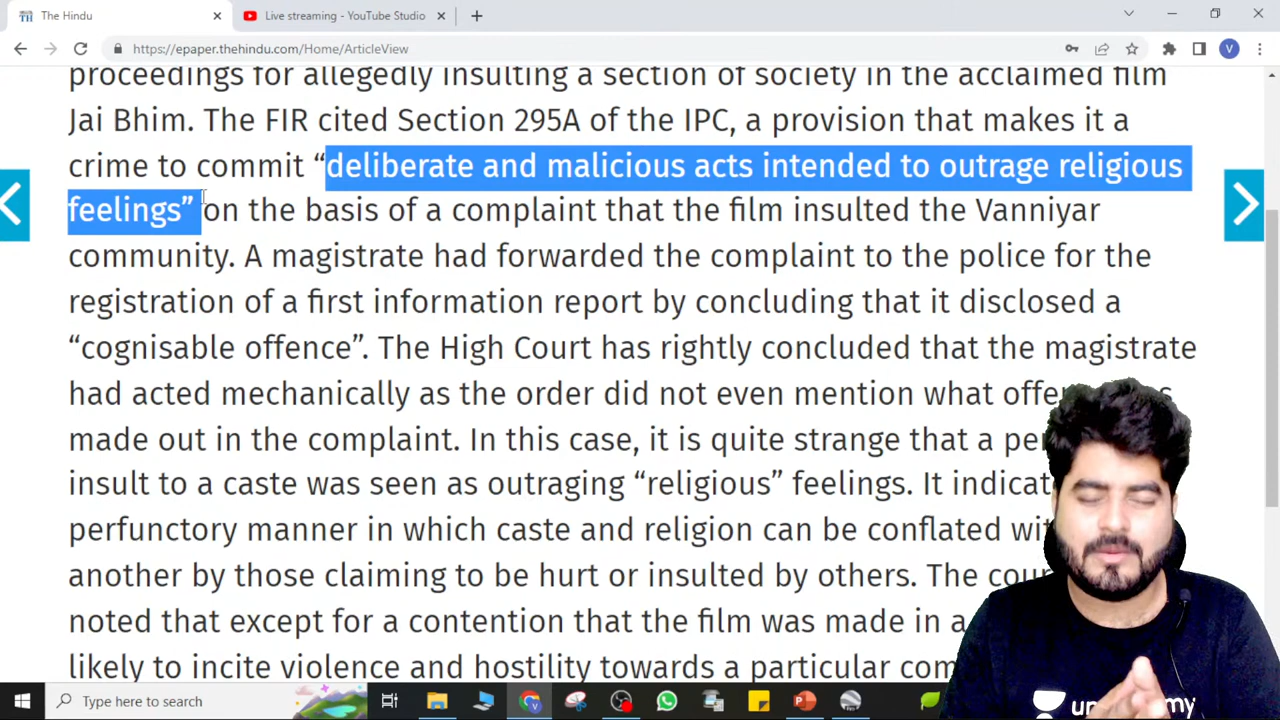 The Hindu
Live streaming - YouTube Studio
https://epaper.thehindu.com/Home/ArticleView
V
proceedings for allegedly insulting a section of society in the acclaimed film
Jai Bhim. The FIR cited Section 295A of the IPC, a provision that makes it a
crime to commit “deliberate and malicious acts intended to outrage religious
feelings” on the basis of a complaint that the film insulted the Vanniyar
community. A magistrate had forwarded the complaint to the police for the
registration of a first information report by concluding that it disclosed a
“cognisable offence”. The High Court has rightly concluded that the magistrate
had acted mechanically as the order did not even mention what
made out in the complaint. In this case, it is quite strange that a
insult to a caste was seen as outraging “religious” feelings. It
perfunctory manner in which caste and religion can be conflated
another by those claiming to be hurt or insulted by others. The
noted that except for a contention that the film was made in a
likely to incite violence and hostility towards a particular
Type here to search